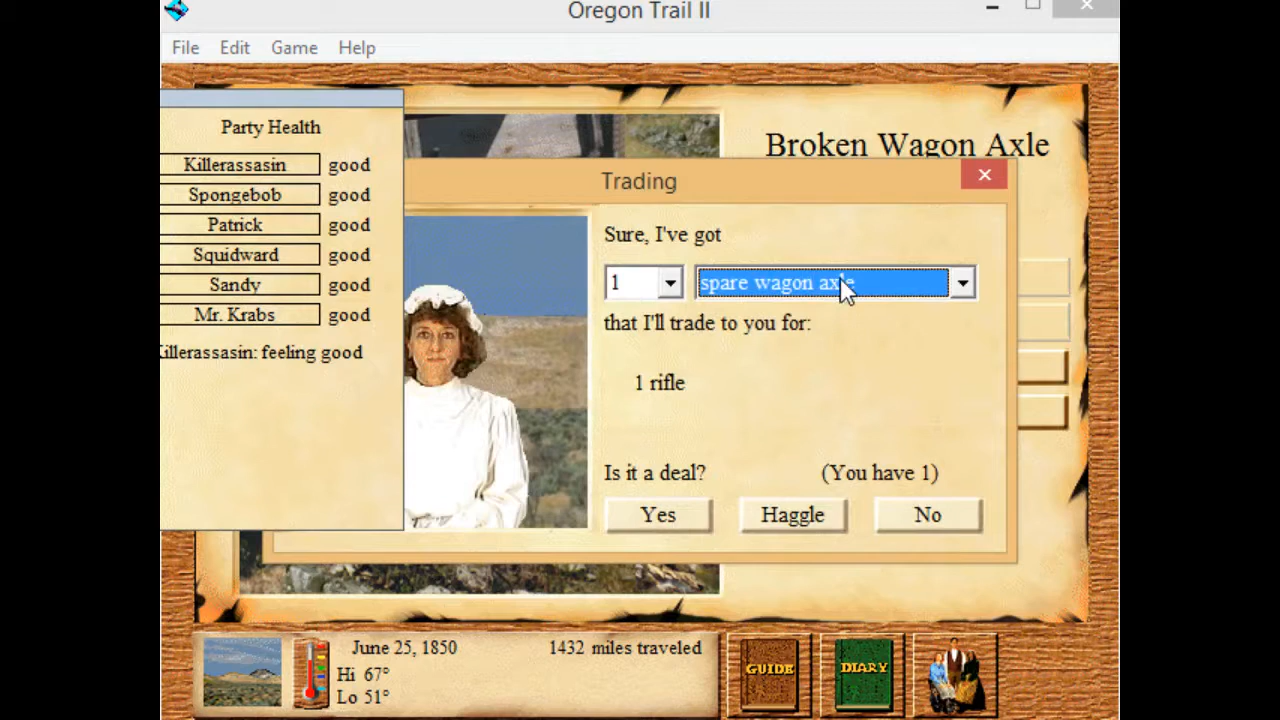 Oregon Trail II
File Edit Game Help
Party Health
Killerassasin good
Spongebob good
Patrick good
Squidward good
Sandy good
Mr. Krabs good
Killerassasin: feeling good
Broken Wagon Axle
Trading
Sure, I've got
1 spare wagon axle
that I'll trade to you for:
1 rifle
Is it a deal? (You have 1)
Yes Haggle No
June 25, 1850 1432 miles traveled
Hi 67°
Lo 51°
GUIDE DIARY